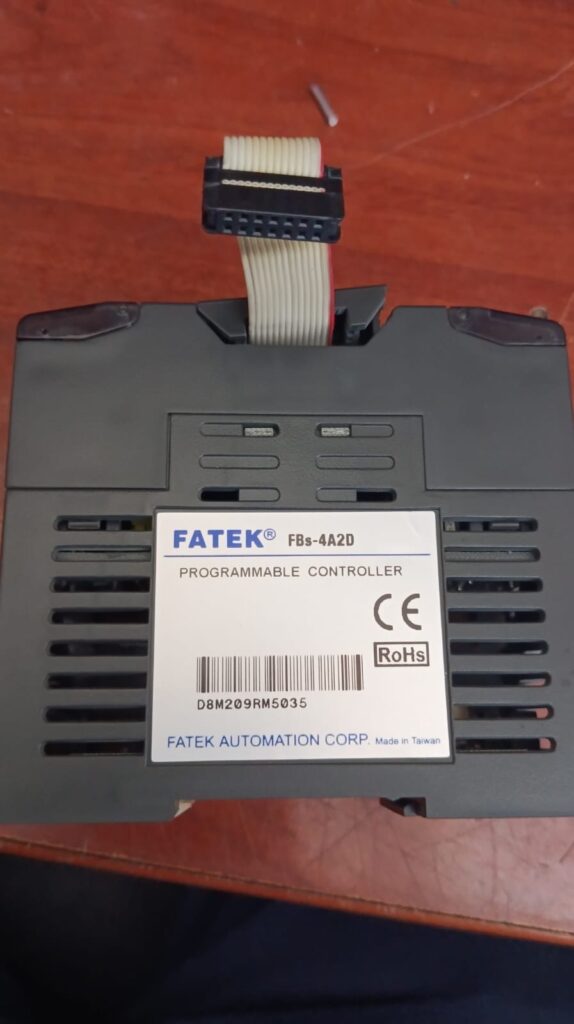 FATEK® FBs-4A2D
PROGRAMMABLE CONTROLLER
CE
RoHs
D8M209RM5035
FATEK AUTOMATION CORP. Made in Taiwan